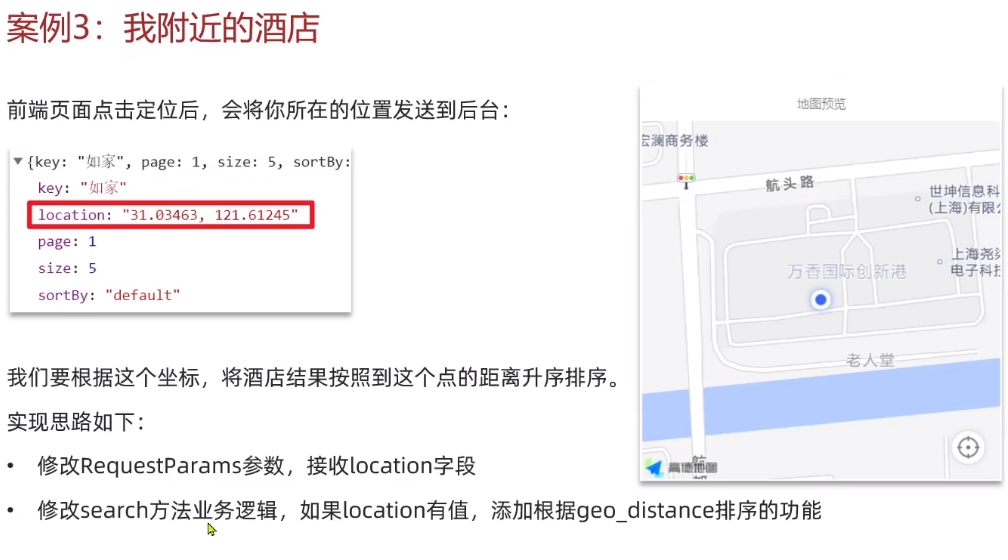 案例3：我附近的酒店
前端页面点击定位后，会将你所在的位置发送到后台：
{key: "如家", page: 1, size: 5, sortBy:
key: "如家"
location: "31.03463, 121.61245"
page: 1
size: 5
sortBy: "default"
地图预览
宏澜商务楼
航头路
世坤信息科
(上海)有限公
上海尧
电子科技
万香国际创新港
老人堂
航
高德地图
我们要根据这个坐标，将酒店结果按照到这个点的距离升序排序。
实现思路如下：
• 修改RequestParams参数，接收location字段
• 修改search方法业务逻辑，如果location有值，添加根据geo_distance排序的功能